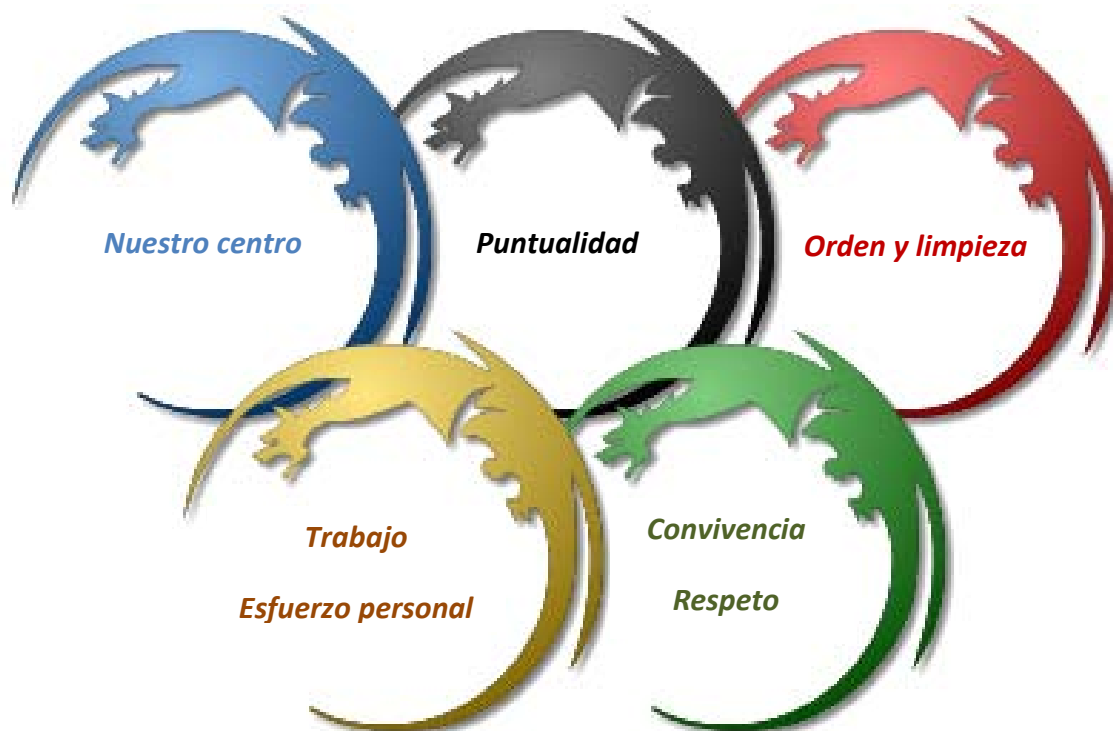 Nuestro centro
Puntualidad
Orden y limpieza
Trabajo
Esfuerzo personal
Convivencia
Respeto